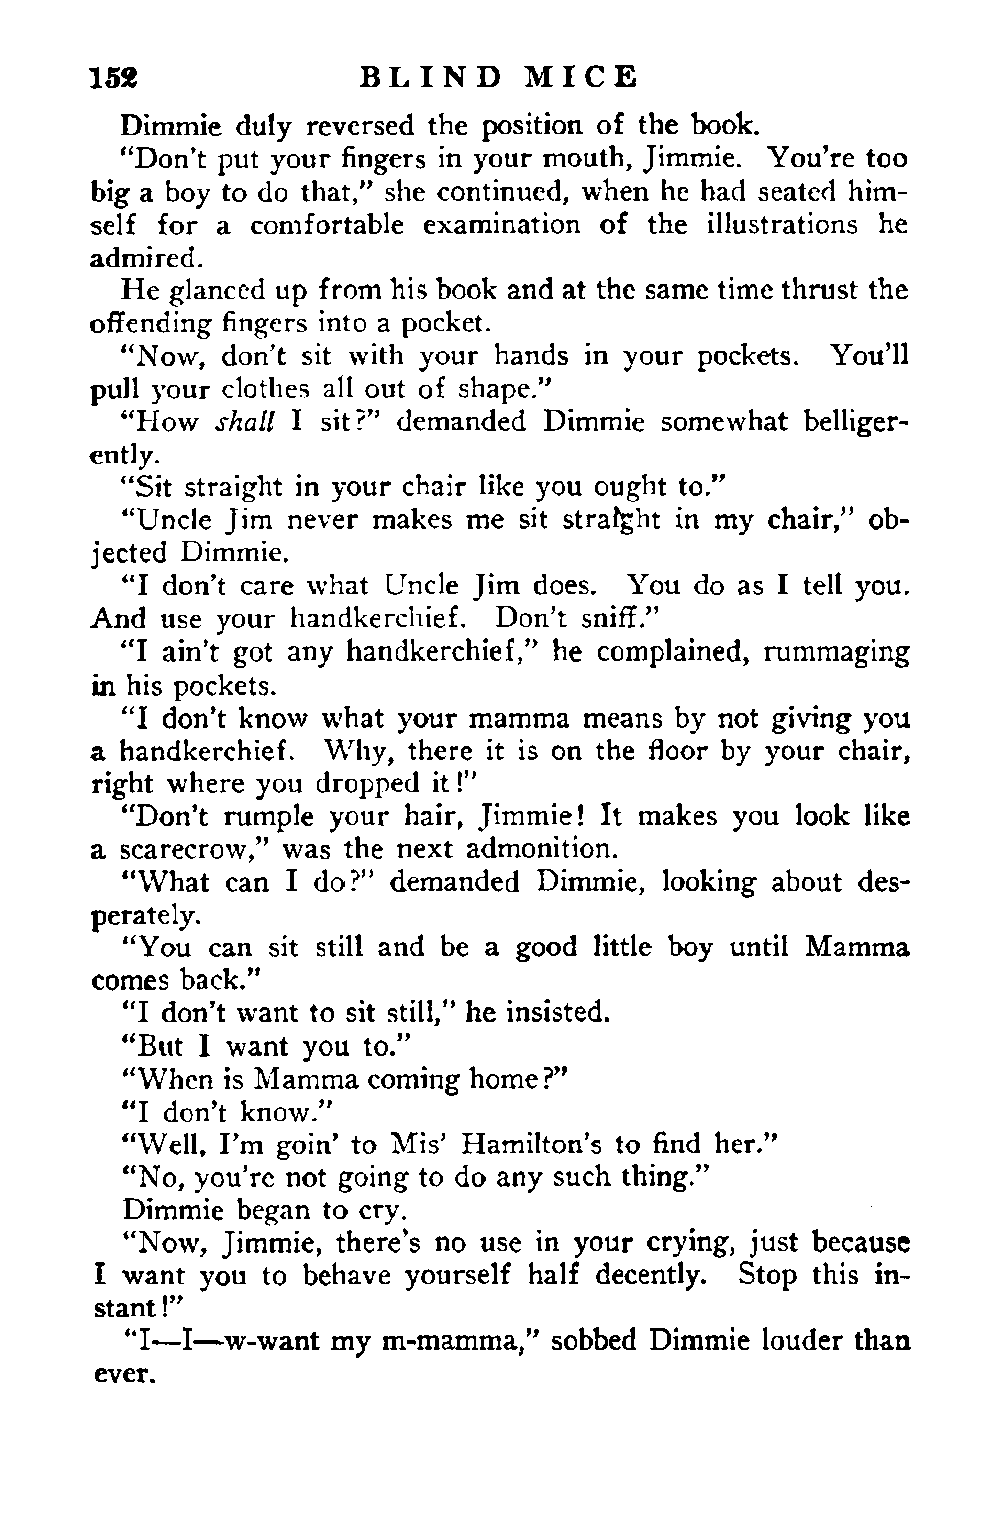 152 BLIND MICE
Dimmie duly reversed the position of the book.
“Don’t put your fingers in your mouth, Jimmie. You’re too
big a boy to do that,” she continued, when he had seated him-
self for a comfortable examination of the illustrations he
admired.
He glanced up from his book and at the same time thrust the
offending fingers into a pocket.
“Now, don’t sit with your hands in your pockets. You’ll
pull your clothes all out of shape.”
“How shall I sit?” demanded Dimmie somewhat belliger-
ently.
“Sit straight in your chair like you ought to.”
“Uncle Jim never makes me sit straight in my chair,” ob-
jected Dimmie.
“I don’t care what Uncle Jim does. You do as I tell you.
And use your handkerchief. Don’t sniff.”
“I ain’t got any handkerchief,” he complained, rummaging
in his pockets.
“I don’t know what your mamma means by not giving you
a handkerchief. Why, there it is on the floor by your chair,
right where you dropped it!”
“Don’t rumple your hair, Jimmie! It makes you look like
a scarecrow,” was the next admonition.
“What can I do?” demanded Dimmie, looking about des-
perately.
“You can sit still and be a good little boy until Mamma
comes back.”
“I don’t want to sit still,” he insisted.
“But I want you to.”
“When is Mamma coming home?”
“I don’t know.”
“Well, I’m goin’ to Mis’ Hamilton’s to find her.”
“No, you’re not going to do any such thing.”
Dimmie began to cry.
“Now, Jimmie, there’s no use in your crying, just because
I want you to behave yourself half decently. Stop this in-
stant!”
“I—I—w-want my m-mamma,” sobbed Dimmie louder than
ever.